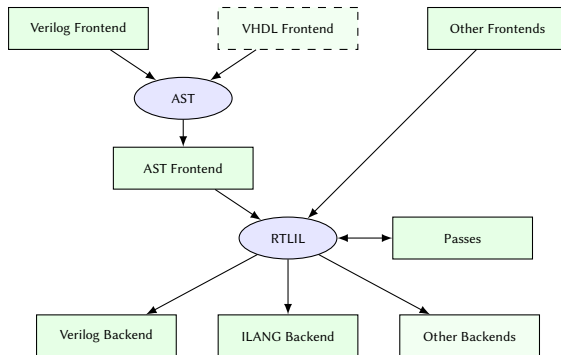 Verilog Frontend
VHDL Frontend
Other Frontends
AST
AST Frontend
RTLIL
Passes
Verilog Backend
ILANG Backend
Other Backends